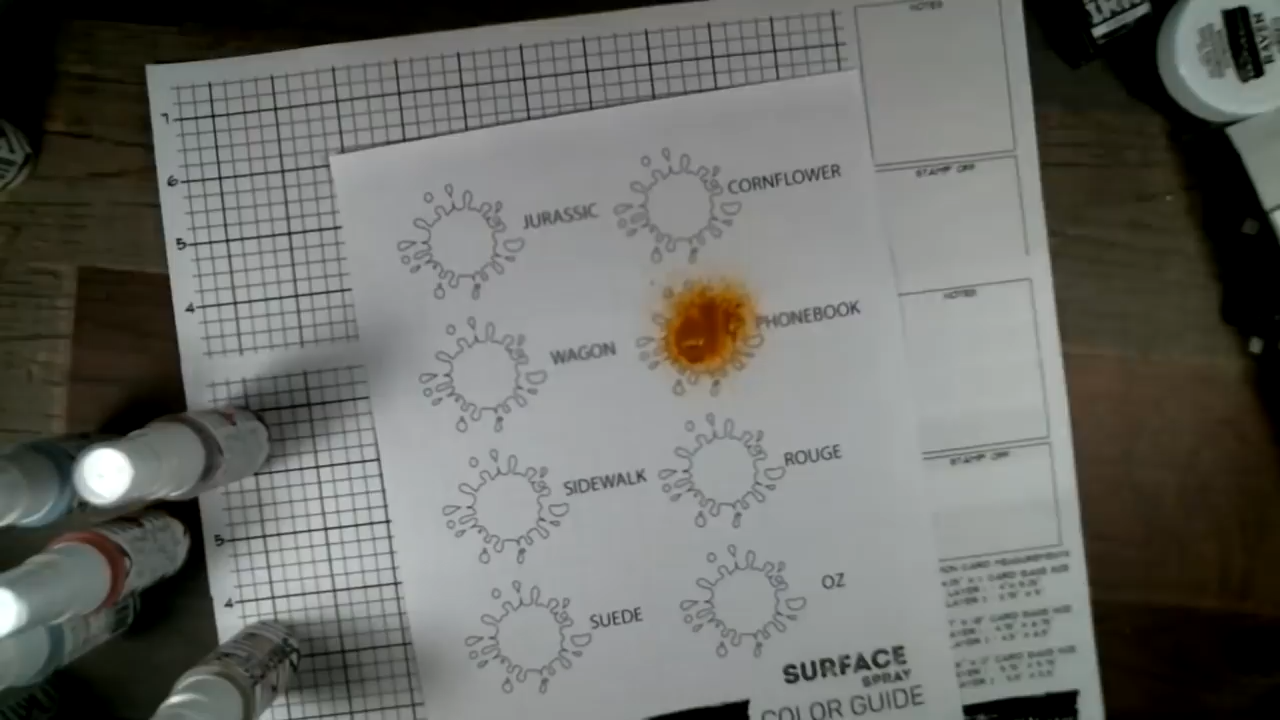 NOTES
7
6
STAMP OFF
CORNFLOWER
JURASSIC
5
NOTES
4
PHONEBOOK
WAGON
ROUGE
STAMP OFF
SIDEWALK
5
OZ
4
SUEDE
SURFACE
SPRAY
COLOR GUIDE